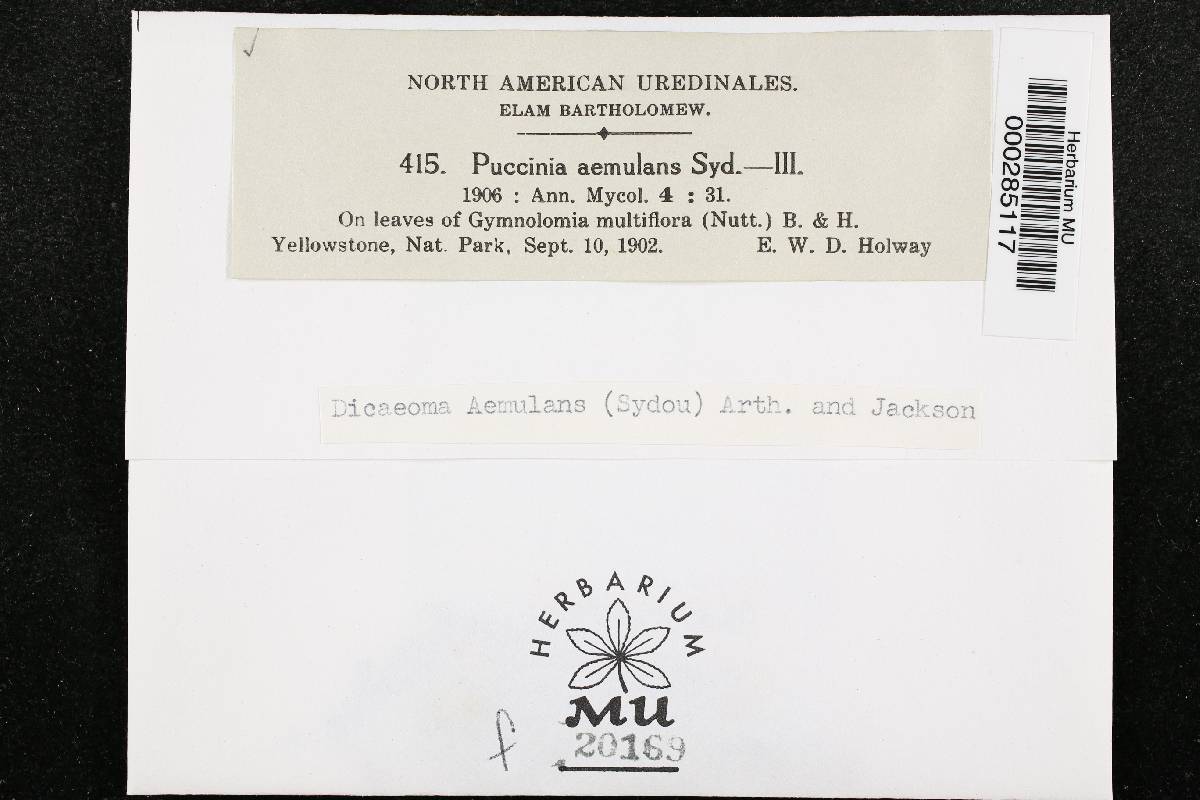 NORTH AMERICAN UREDINALES.
ELAM BARTHOLOMEW.
415. Puccinia aemulans Syd.—III.
1906 : Ann. Mycol. 4 : 31.
On leaves of Gymnolomia multiflora (Nutt.) B. & H.
Yellowstone, Nat. Park, Sept. 10, 1902. E. W. D. Holway
Herbarium MU
000285117
Dicaeoma Aemulans (Sydou) Arth. and Jackson
HERBARIUM
MU
f
20169